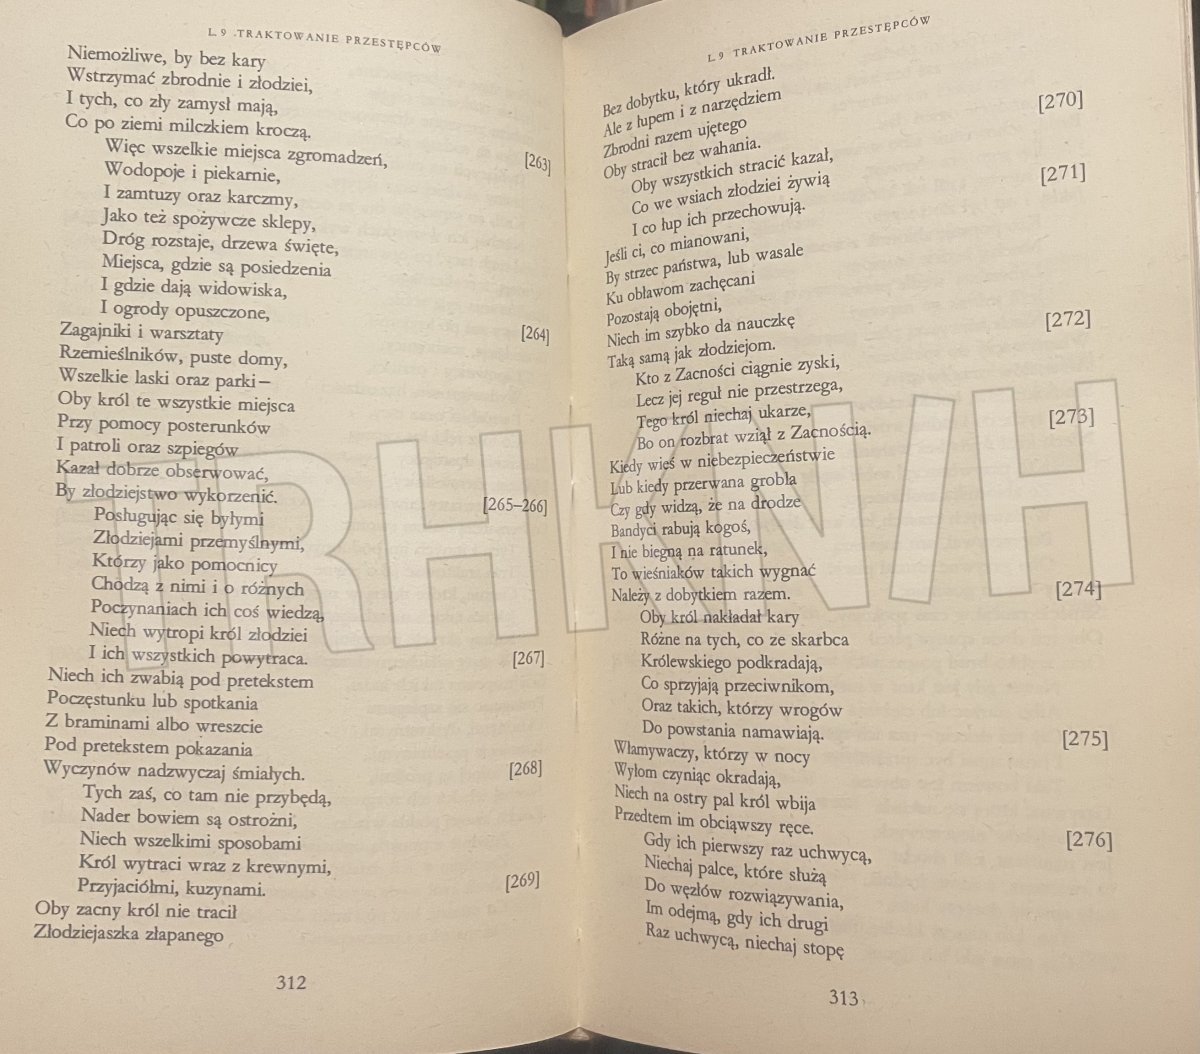 L 9 .TRAKTOWANIE PRZESTĘPCÓW
Niemożliwe, by bez kary
Wstrzymać zbrodnie i złodziei,
I tych, co zły zamysł mają,
Co po ziemi milczkiem kroczą.
Więc wszelkie miejsca zgromadzeń, [263]
Wodopoje i piekarnie,
I zamtuzy oraz karczmy,
Jako też spożywcze sklepy,
Dróg rozstaje, drzewa święte,
Miejsca, gdzie są posiedzenia
I gdzie dają widowiska,
I ogrody opuszczone,
Zagajniki i warsztaty [264]
Rzemieślników, puste domy,
Wszelkie laski oraz parki —
Oby król te wszystkie miejsca
Przy pomocy posterunków
I patroli oraz szpiegów
Kazał dobrze obserwować,
By złodziejstwo wykorzenić.
Posługując się byłymi [265–266]
Złodziejami przemyślnymi,
Którzy jako pomocnicy
Chodzą z nimi i o różnych
Poczynaniach ich coś wiedzą,
Niech wytropi król złodziei
I ich wszystkich powytraca.
Niech ich zwabią pod pretekstem [267]
Poczęstunku lub spotkania
Z braminami albo wreszcie
Pod pretekstem pokazania
Wyczynów nadzwyczaj śmiałych.
Tych zaś, co tam nie przybędą, [268]
Nader bowiem są ostrożni,
Niech wszelkimi sposobami
Król wytraci wraz z krewnymi,
Przyjaciółmi, kuzynami.
Oby zacny król nie tracił [269]
Złodziejaszka złapanego
312
L 9 TRAKTOWANIE PRZESTĘPCÓW
Bez dobytku, który ukradł.
Ale z łupem i z narzędziem
Zbrodni razem ujętego
Oby stracił bez wahania.
Oby wszystkich stracić kazał, [270]
Co we wsiach złodziei żywią
I co łup ich przechowują.
Jeśli ci, co mianowani, [271]
By strzec państwa, lub wasale
Ku obławom zachęcani
Pozostają obojętni,
Niech im szybko da nauczkę
Taką samą jak złodziejom.
Kto z Zacności ciągnie zyski, [272]
Lecz jej reguł nie przestrzega,
Tego król niechaj ukarze,
Bo on rozbrat wziął z Zacnością.
Kiedy wieś w niebezpieczeństwie [273]
Lub kiedy przerwana grobla
Czy gdy widzą, że na drodze
Bandyci rabują kogoś,
I nie biegną na ratunek,
To wieśniaków takich wygnać
Należy z dobytkiem razem.
Oby król nakładał kary [274]
Różne na tych, co ze skarbca
Królewskiego podkradają,
Co sprzyjają przeciwnikom,
Oraz takich, którzy wrogów
Do powstania namawiają.
Włamywaczy, którzy w nocy [275]
Wyłom czyniąc okradają,
Niech na ostry pal król wbija
Przedtem im obciąwszy ręce.
Gdy ich pierwszy raz uchwycą, [276]
Niechaj palce, które służą
Do węzłów rozwiązywania,
Im odejmą, gdy ich drugi
Raz uchwycą, niechaj stopę
313